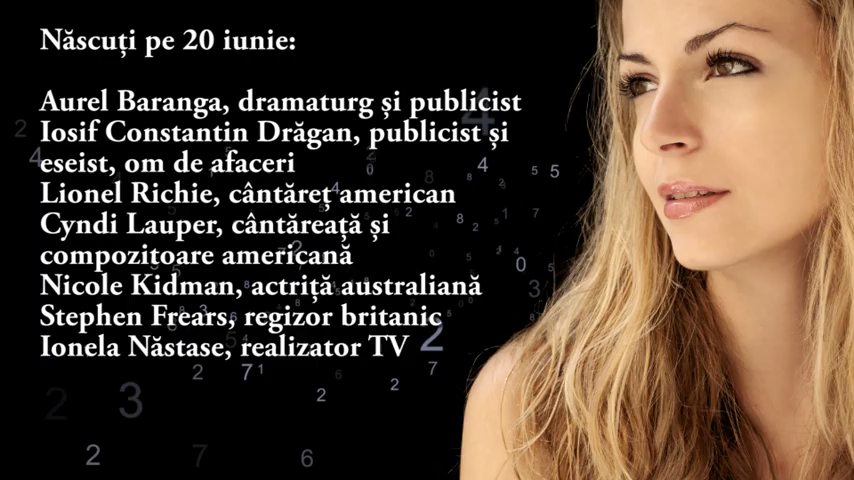 Născuți pe 20 iunie:
Aurel Baranga, dramaturg și publicist
Iosif Constantin Drăgan, publicist și
eseist, om de afaceri
Lionel Richie, cântăreț american
Cyndi Lauper, cântăreață și
compozitoare americană
Nicole Kidman, actriță australiană
Stephen Frears, regizor britanic
Ionela Năstase, realizator TV